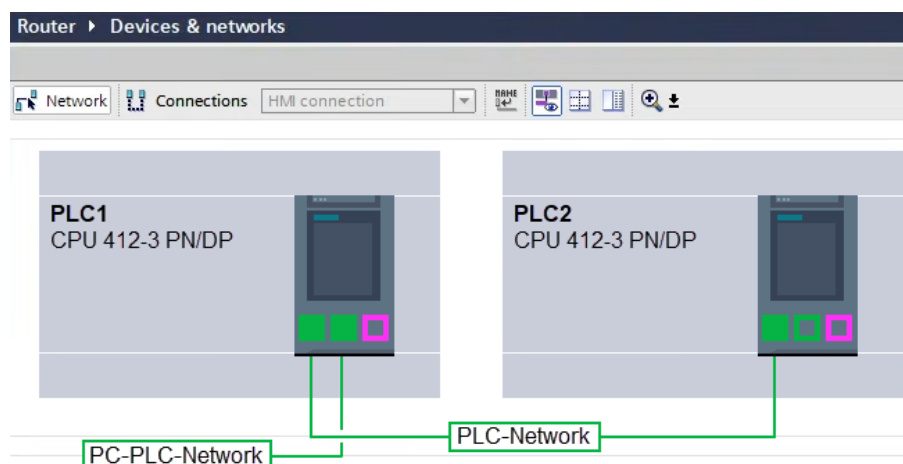 Router ▸ Devices & networks
Network Connections HMI connection
NAME
PLC1
CPU 412-3 PN/DP
PLC2
CPU 412-3 PN/DP
PLC-Network
PC-PLC-Network